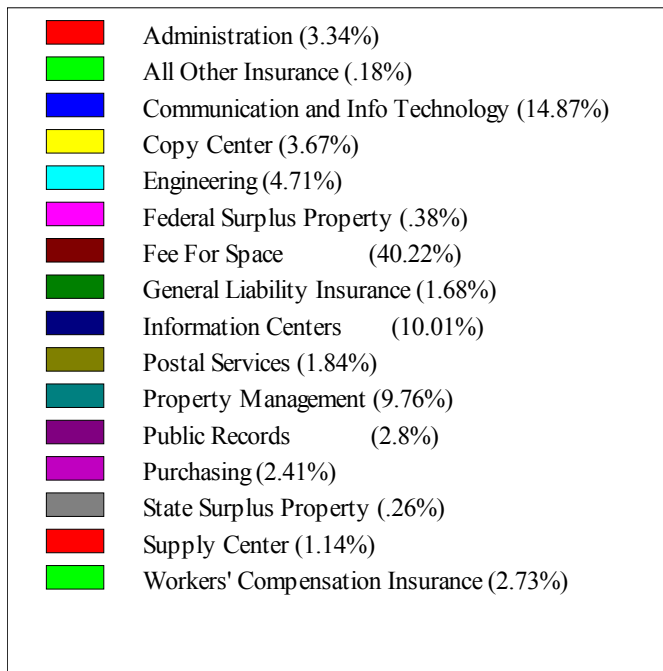 Administration (3.34%)
All Other Insurance (.18%)
Communication and Info Technology (14.87%)
Copy Center (3.67%)
Engineering (4.71%)
Federal Surplus Property (.38%)
Fee For Space (40.22%)
General Liability Insurance (1.68%)
Information Centers (10.01%)
Postal Services (1.84%)
Property Management (9.76%)
Public Records (2.8%)
Purchasing (2.41%)
State Surplus Property (.26%)
Supply Center (1.14%)
Workers' Compensation Insurance (2.73%)